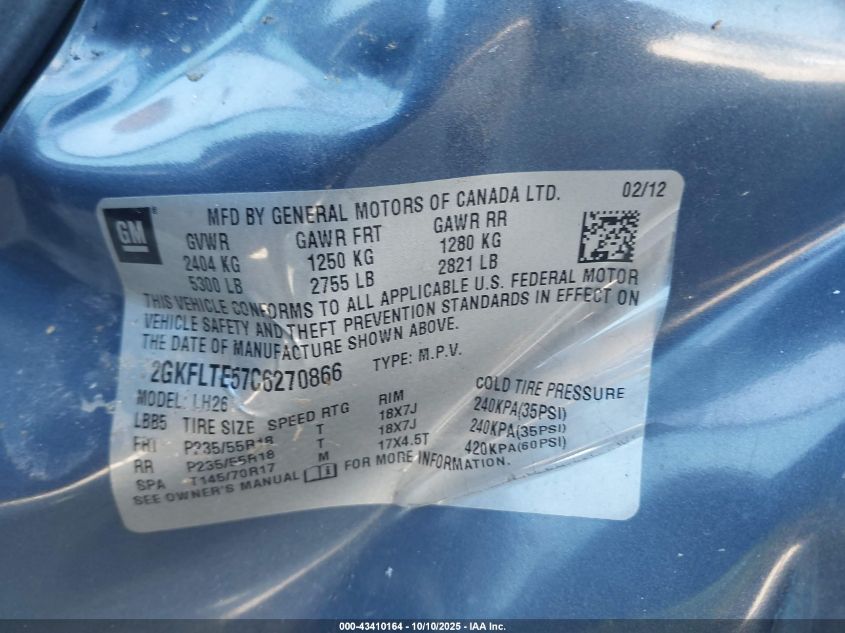 GM
MFD BY GENERAL MOTORS OF CANADA LTD. 02/12
GVWR GAWR FRT GAWR RR
2404 KG 1250 KG 1280 KG
5300 LB 2755 LB 2821 LB
THIS VEHICLE CONFORMS TO ALL APPLICABLE U.S. FEDERAL MOTOR
VEHICLE SAFETY AND THEFT PREVENTION STANDARDS IN EFFECT ON
THE DATE OF MANUFACTURE SHOWN ABOVE.
2GKFLTE57C6270866 TYPE: M.P.V.
MODEL: LH26
LBB5 TIRE SIZE SPEED RTG RIM COLD TIRE PRESSURE
FRT P235/55R18 T 18X7J 240KPA(35PSI)
RR P235/55R18 T 18X7J 240KPA(35PSI)
SPA T145/70R17 M 17X4.5T 420KPA(60PSI)
SEE OWNER'S MANUAL FOR MORE INFORMATION.
000-43410164 - 10/10/2025 - IAA Inc.